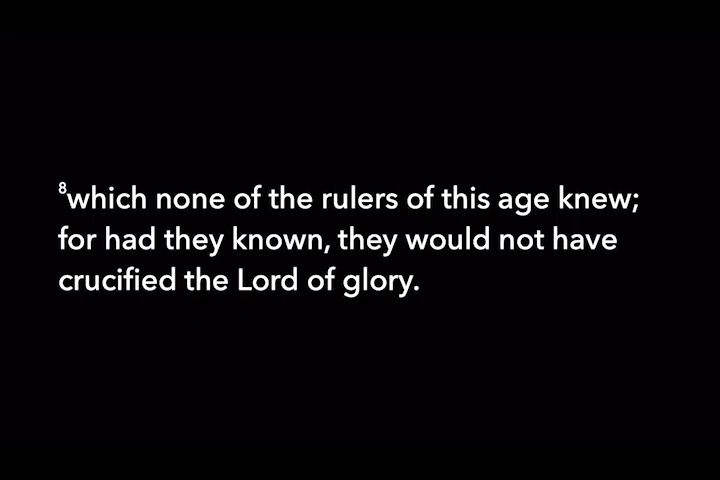 ⁸which none of the rulers of this age knew;
for had they known, they would not have
crucified the Lord of glory.